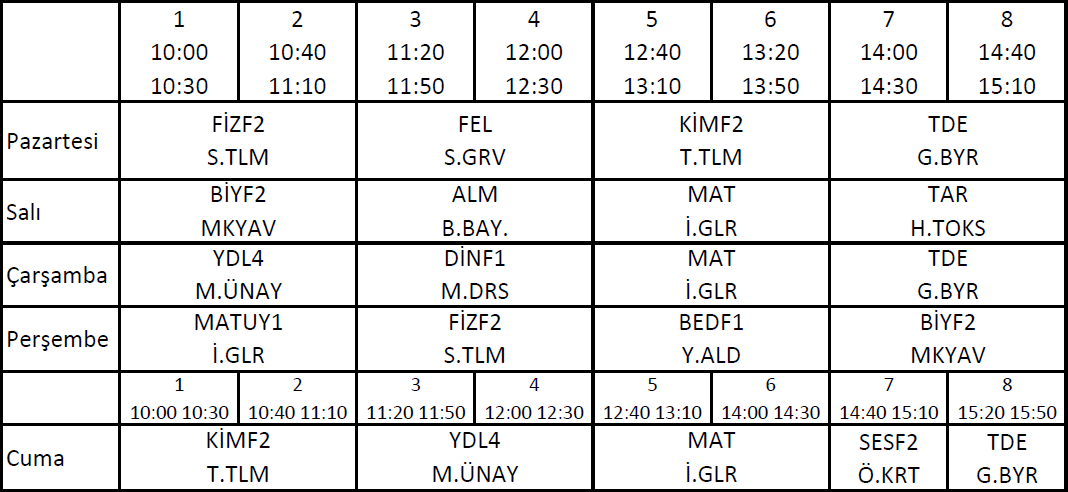 1 2 3 4 5 6 7 8
10:00 10:40 11:20 12:00 12:40 13:20 14:00 14:40
10:30 11:10 11:50 12:30 13:10 13:50 14:30 15:10
Pazartesi
FİZF2 FEL KİMF2 TDE
S.TLM S.GRV T.TLM G.BYR
Salı
BİYF2 ALM MAT TAR
MKYAV B.BAY. İ.GLR H.TOKS
Çarşamba
YDL4 DİNF1 MAT TDE
M.ÜNAY M.DRS İ.GLR G.BYR
Perşembe
MATUY1 FİZF2 BEDF1 BİYF2
İ.GLR S.TLM Y.ALD MKYAV
1 2 3 4 5 6 7 8
10:00 10:30 10:40 11:10 11:20 11:50 12:00 12:30 12:40 13:10 14:00 14:30 14:40 15:10 15:20 15:50
Cuma
KİMF2 YDL4 MAT SESF2 TDE
T.TLM M.ÜNAY İ.GLR Ö.KRT G.BYR